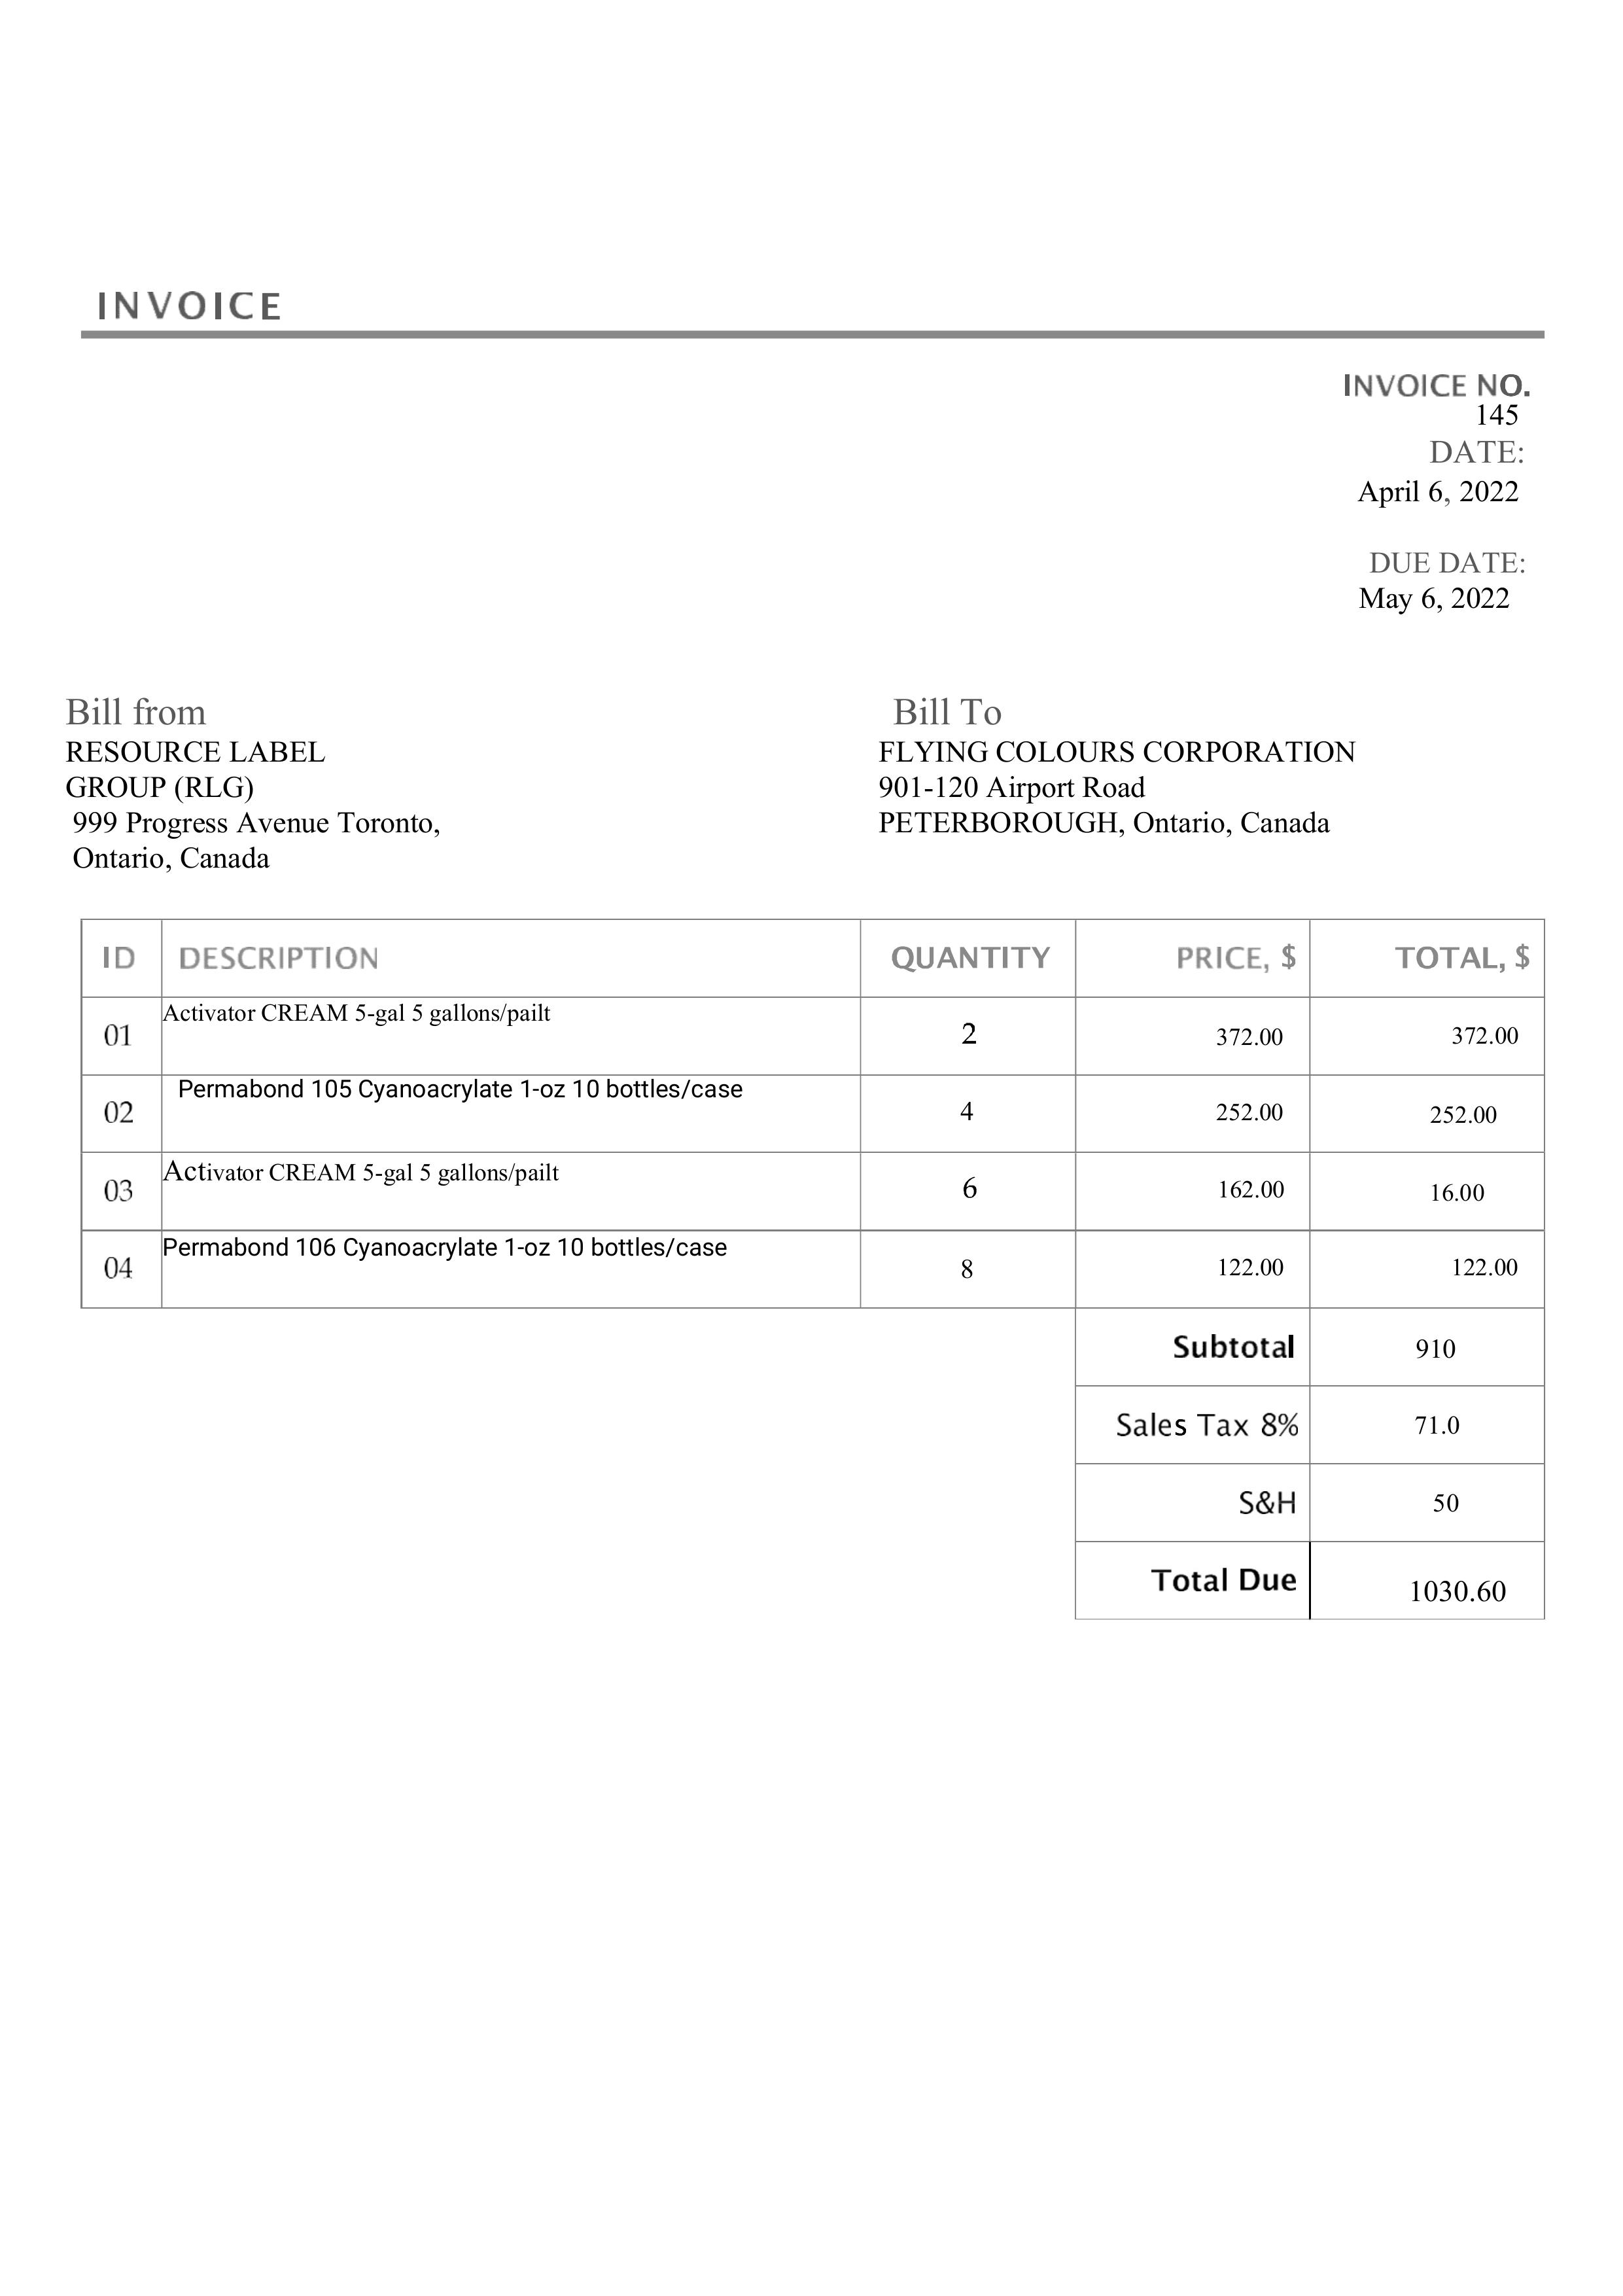 INVOICE
INVOICE NO.
145
DATE:
April 6, 2022
DUE DATE:
May 6, 2022
Bill from
RESOURCE LABEL
GROUP (RLG)
999 Progress Avenue Toronto,
Ontario, Canada
Bill To
FLYING COLOURS CORPORATION
901-120 Airport Road
PETERBOROUGH, Ontario, Canada
ID DESCRIPTION QUANTITY PRICE, $ TOTAL, $
01 Activator CREAM 5-gal 5 gallons/pailt 2 372.00 372.00
02 Permabond 105 Cyanoacrylate 1-oz 10 bottles/case 4 252.00 252.00
03 Activator CREAM 5-gal 5 gallons/pailt 6 162.00 16.00
04 Permabond 106 Cyanoacrylate 1-oz 10 bottles/case 8 122.00 122.00
Subtotal 910
Sales Tax 8% 71.0
S&H 50
Total Due 1030.60